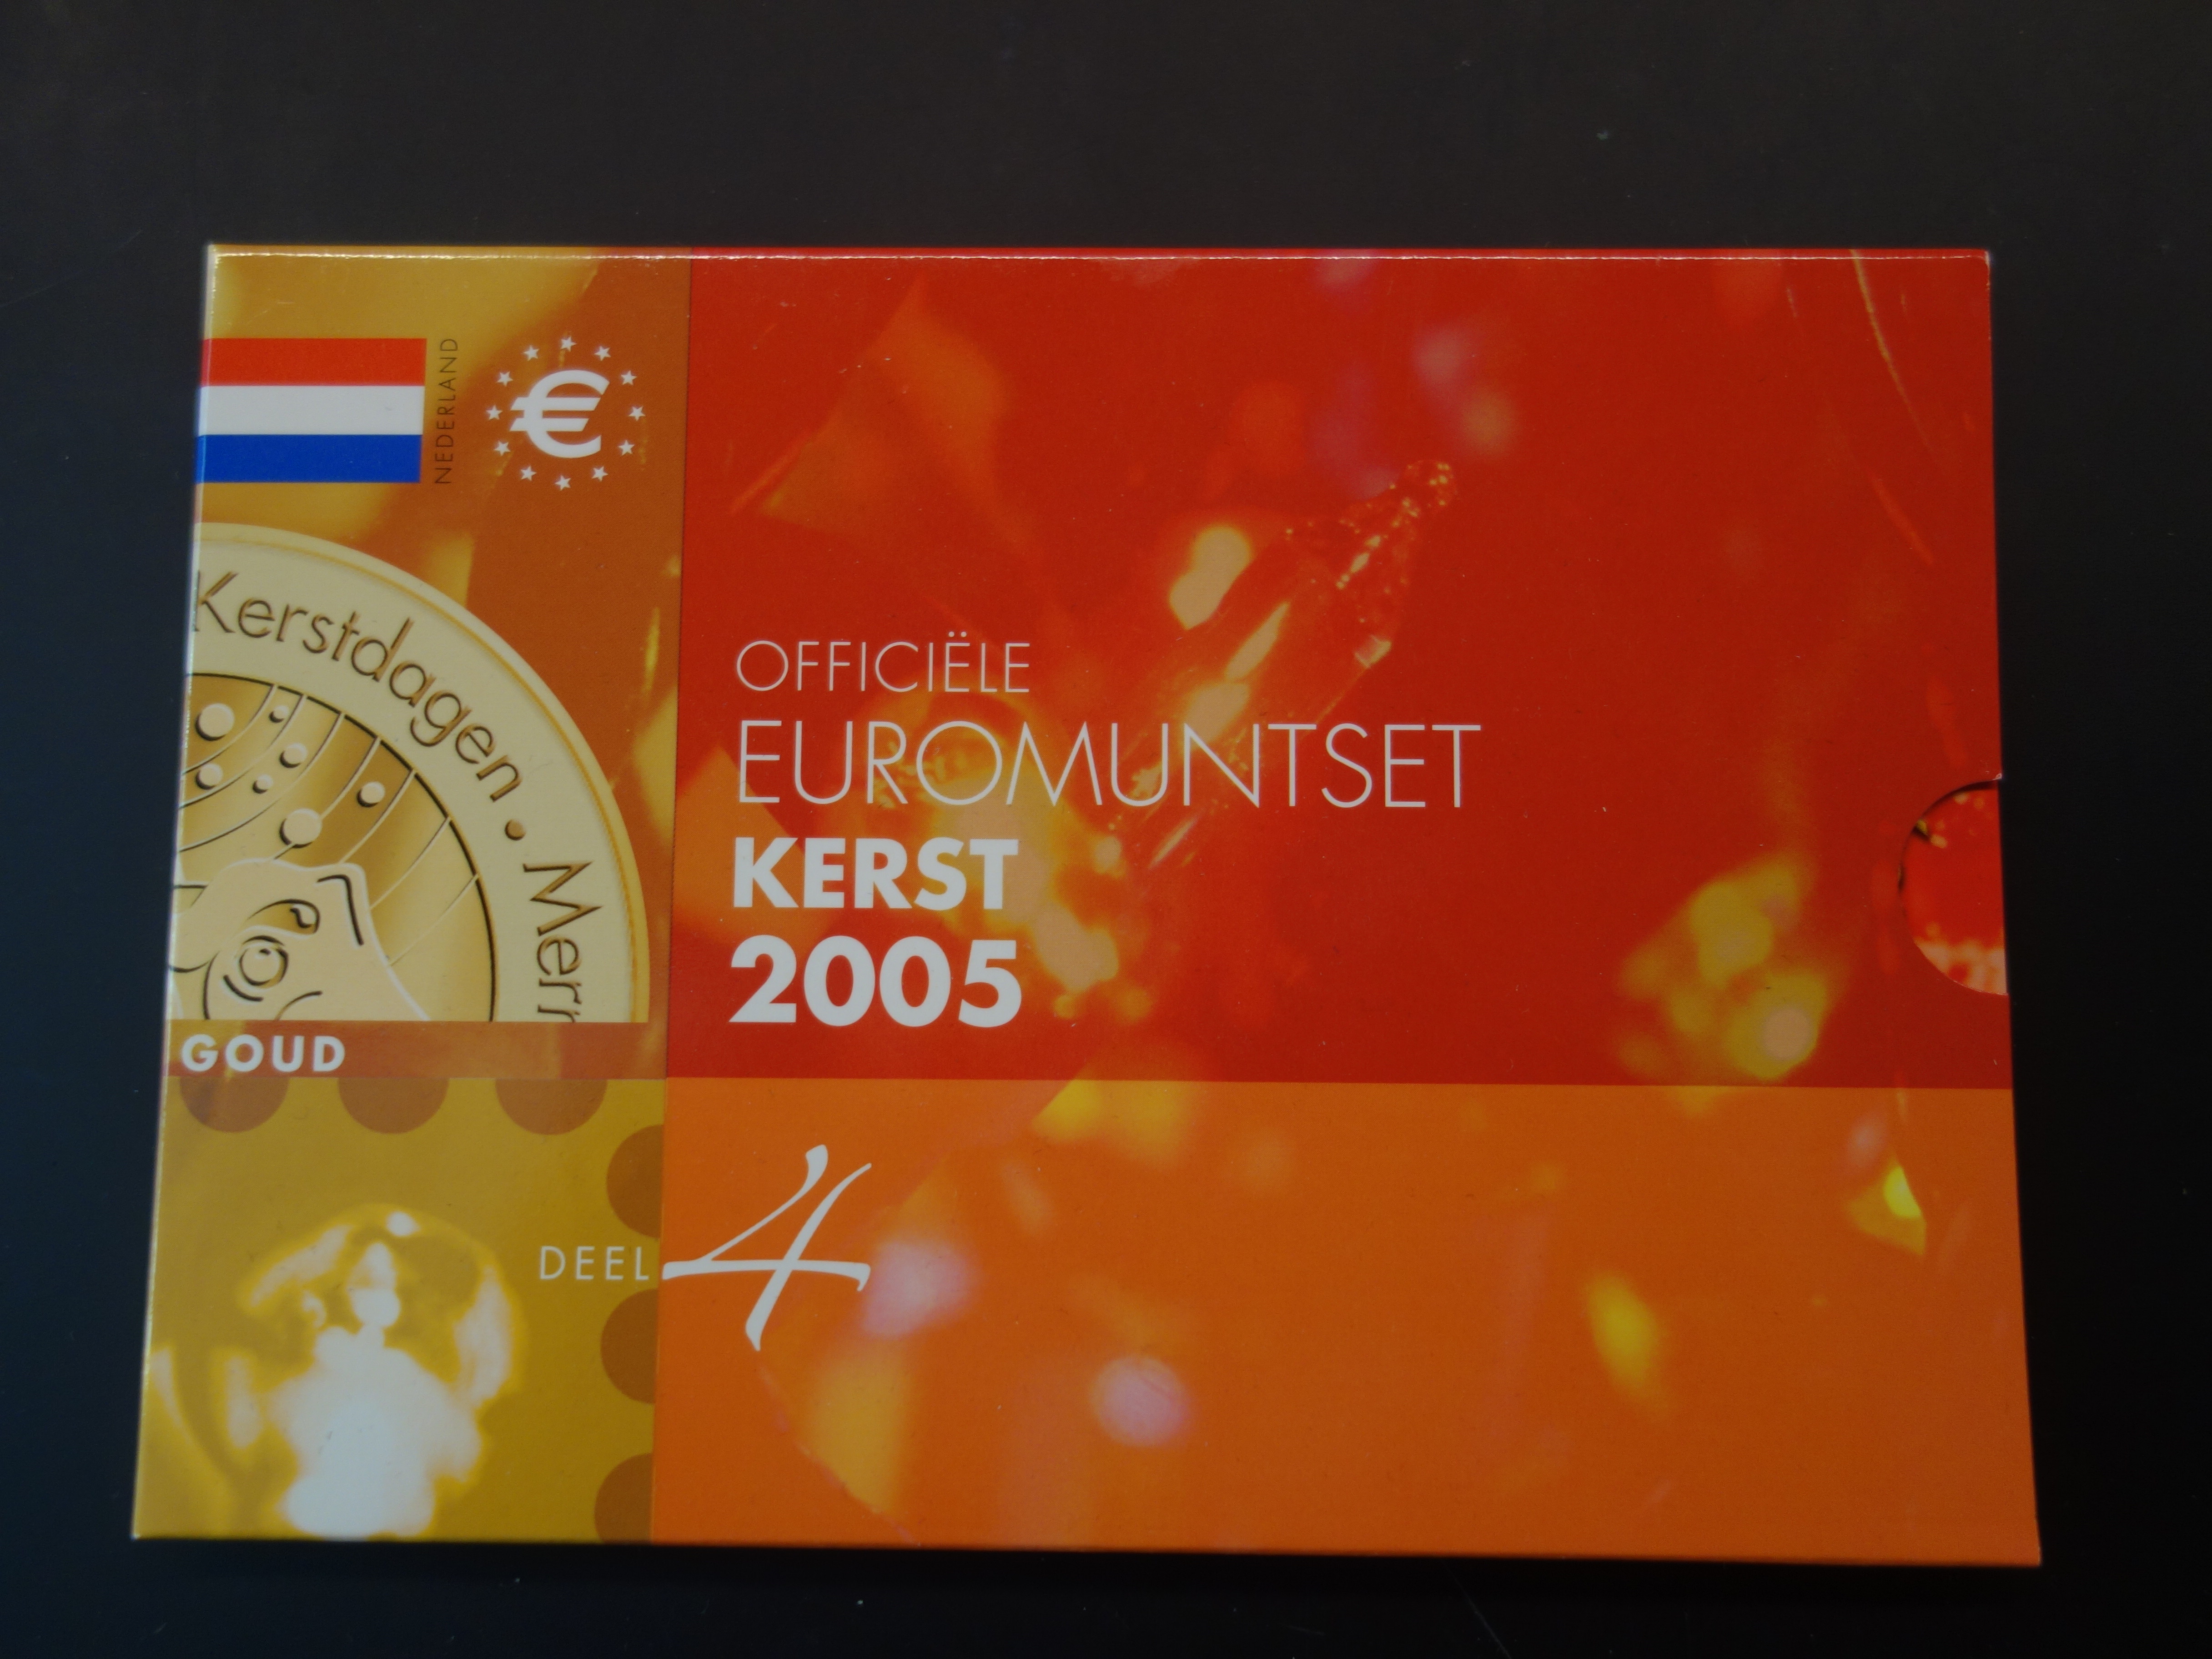 NEDERLAND
€
Kerstdagen • Merr
GOUD
OFFICIËLE
EUROMUNTSET
KERST
2005
DEEL 4